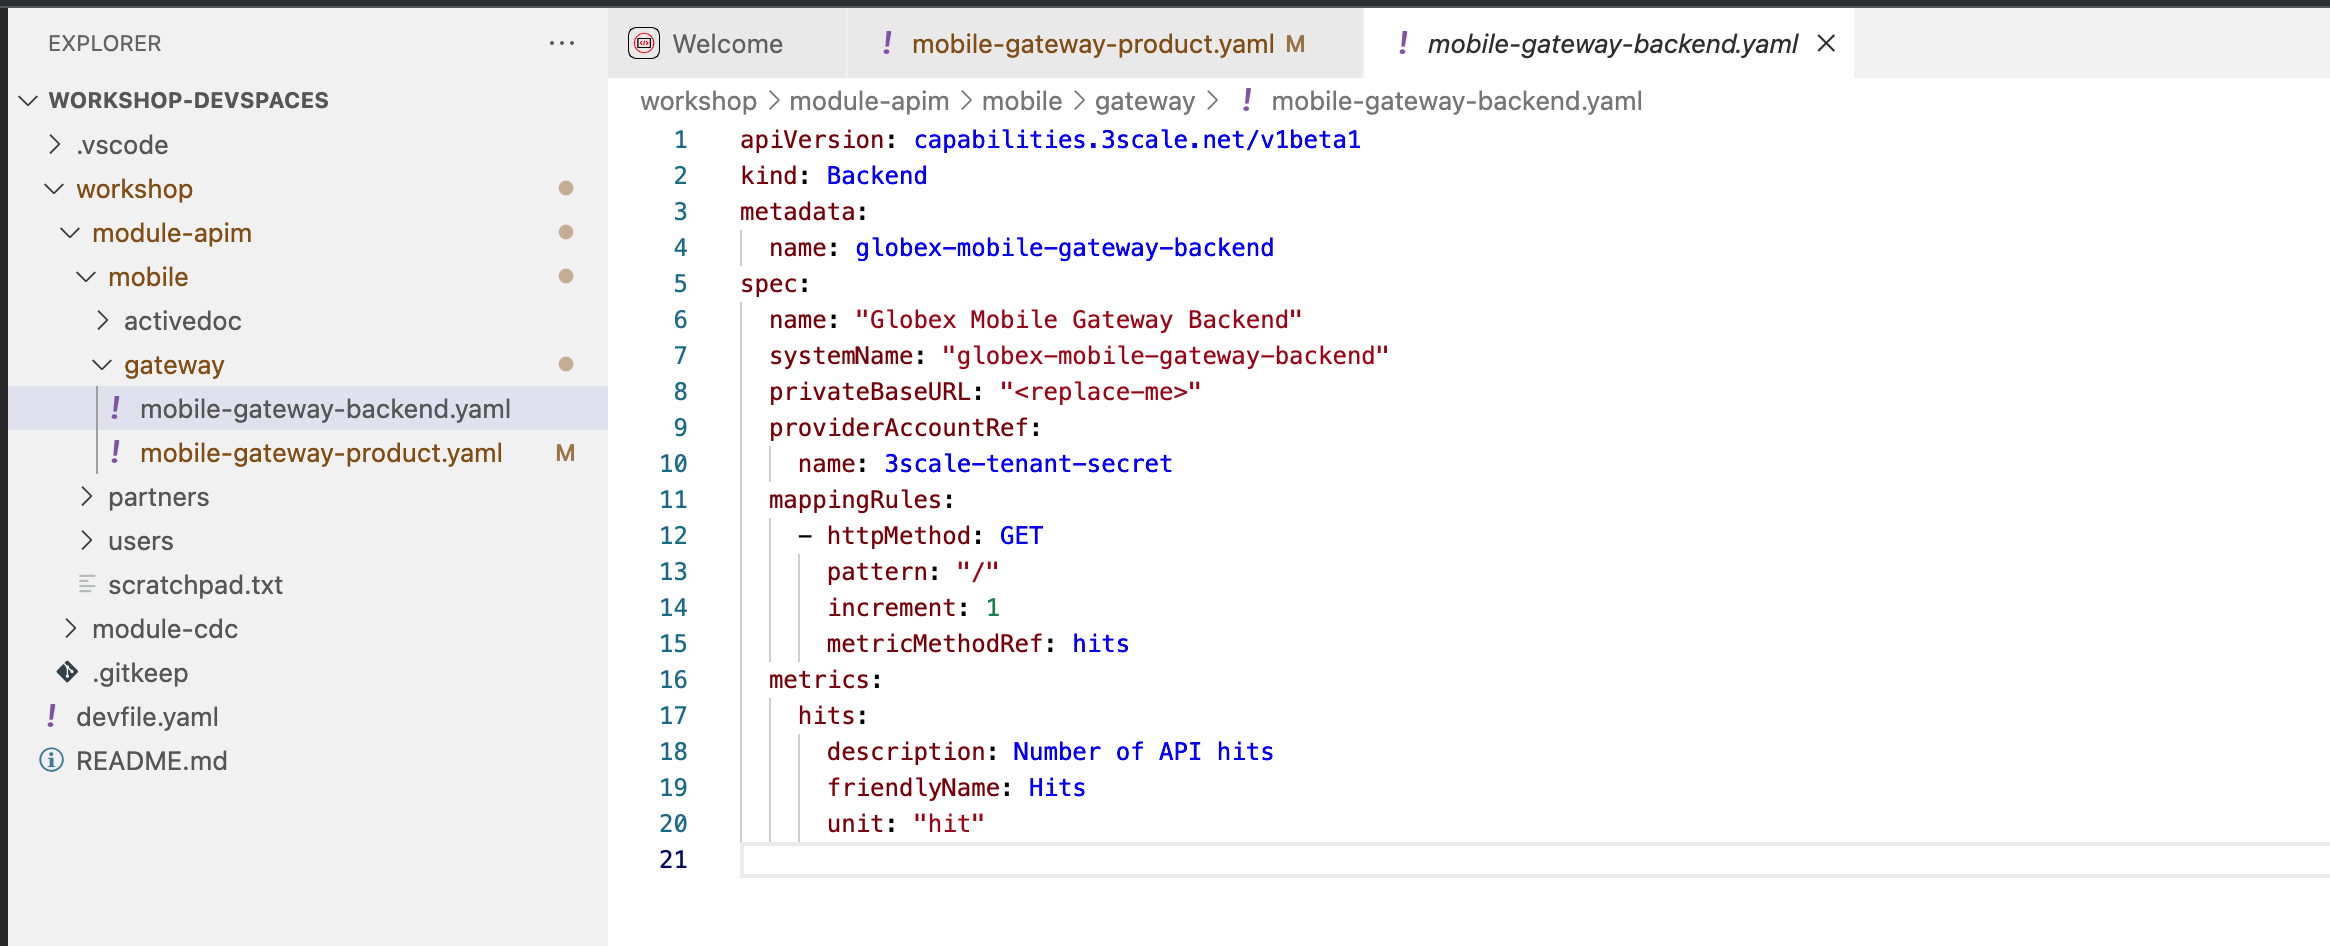 EXPLORER
WORKSHOP-DEVSPACES
.vscode
workshop
module-apim
mobile
activedoc
gateway
! mobile-gateway-backend.yaml
! mobile-gateway-product.yaml M
partners
users
scratchpad.txt
module-cdc
.gitkeep
! devfile.yaml
README.md
Welcome
! mobile-gateway-product.yaml M
! mobile-gateway-backend.yaml
workshop > module-apim > mobile > gateway > ! mobile-gateway-backend.yaml
1 apiVersion: capabilities.3scale.net/v1beta1
2 kind: Backend
3 metadata:
4 name: globex-mobile-gateway-backend
5 spec:
6 name: "Globex Mobile Gateway Backend"
7 systemName: "globex-mobile-gateway-backend"
8 privateBaseURL: "<replace-me>"
9 providerAccountRef:
10 name: 3scale-tenant-secret
11 mappingRules:
12 - httpMethod: GET
13 pattern: "/"
14 increment: 1
15 metricMethodRef: hits
16 metrics:
17 hits:
18 description: Number of API hits
19 friendlyName: Hits
20 unit: "hit"
21